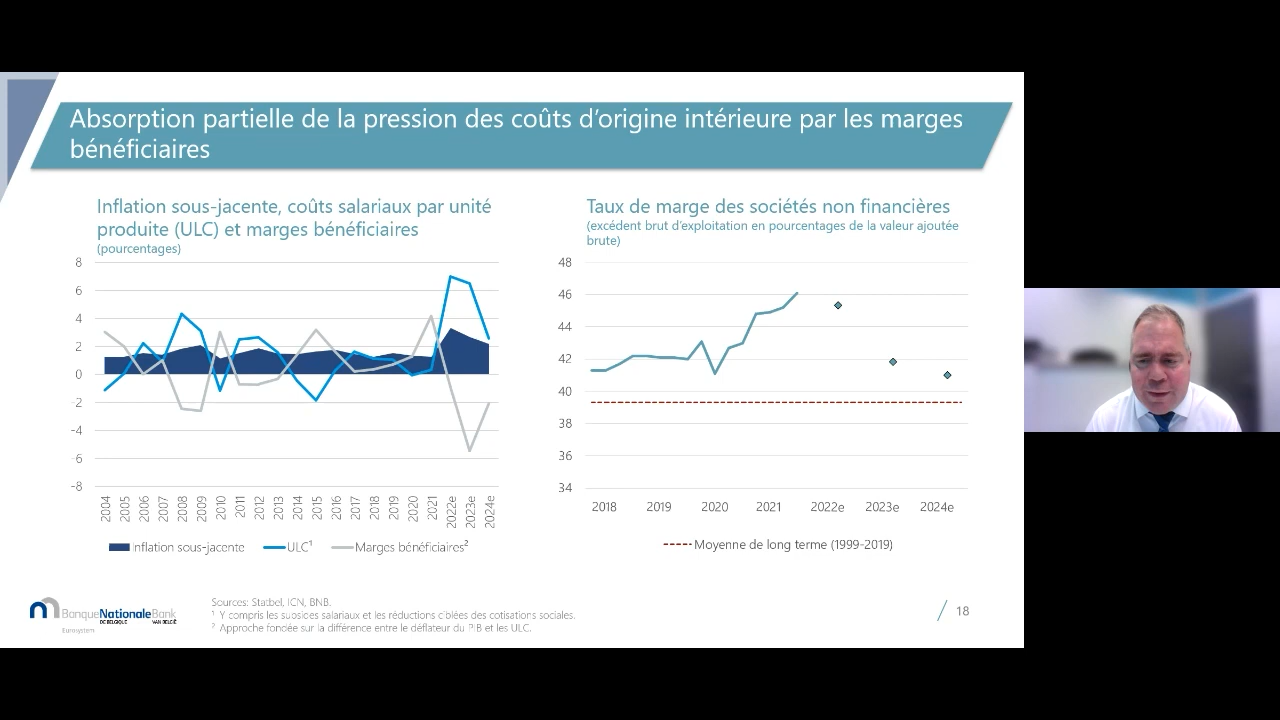 Absorption partielle de la pression des coûts d'origine intérieure par les marges
bénéficiaires
Inflation sous-jacente, coûts salariaux par unité
produite (ULC) et marges bénéficiaires
(pourcentages)
8
6
4
2
0
-2
-4
-6
-8
2004 2005 2006 2007 2008 2009 2010 2011 2012 2013 2014 2015 2016 2017 2018 2019 2020 2021 2022e 2023e 2024e
Inflation sous-jacente ULC¹ Marges bénéficiaires²
Taux de marge des sociétés non financières
(excédent brut d'exploitation en pourcentages de la valeur ajoutée
brute)
48
46
44
42
40
38
36
34
2018 2019 2020 2021 2022e 2023e 2024e
Moyenne de long terme (1999-2019)
BanqueNationaleBank
DE BELGIQUE VAN BELGIË
Eurosystem
Sources: Statbel, ICN, BNB.
¹ Y compris les subsides salariaux et les réductions ciblées des cotisations sociales.
² Approche fondée sur la différence entre le déflateur du PIB et les ULC.
18